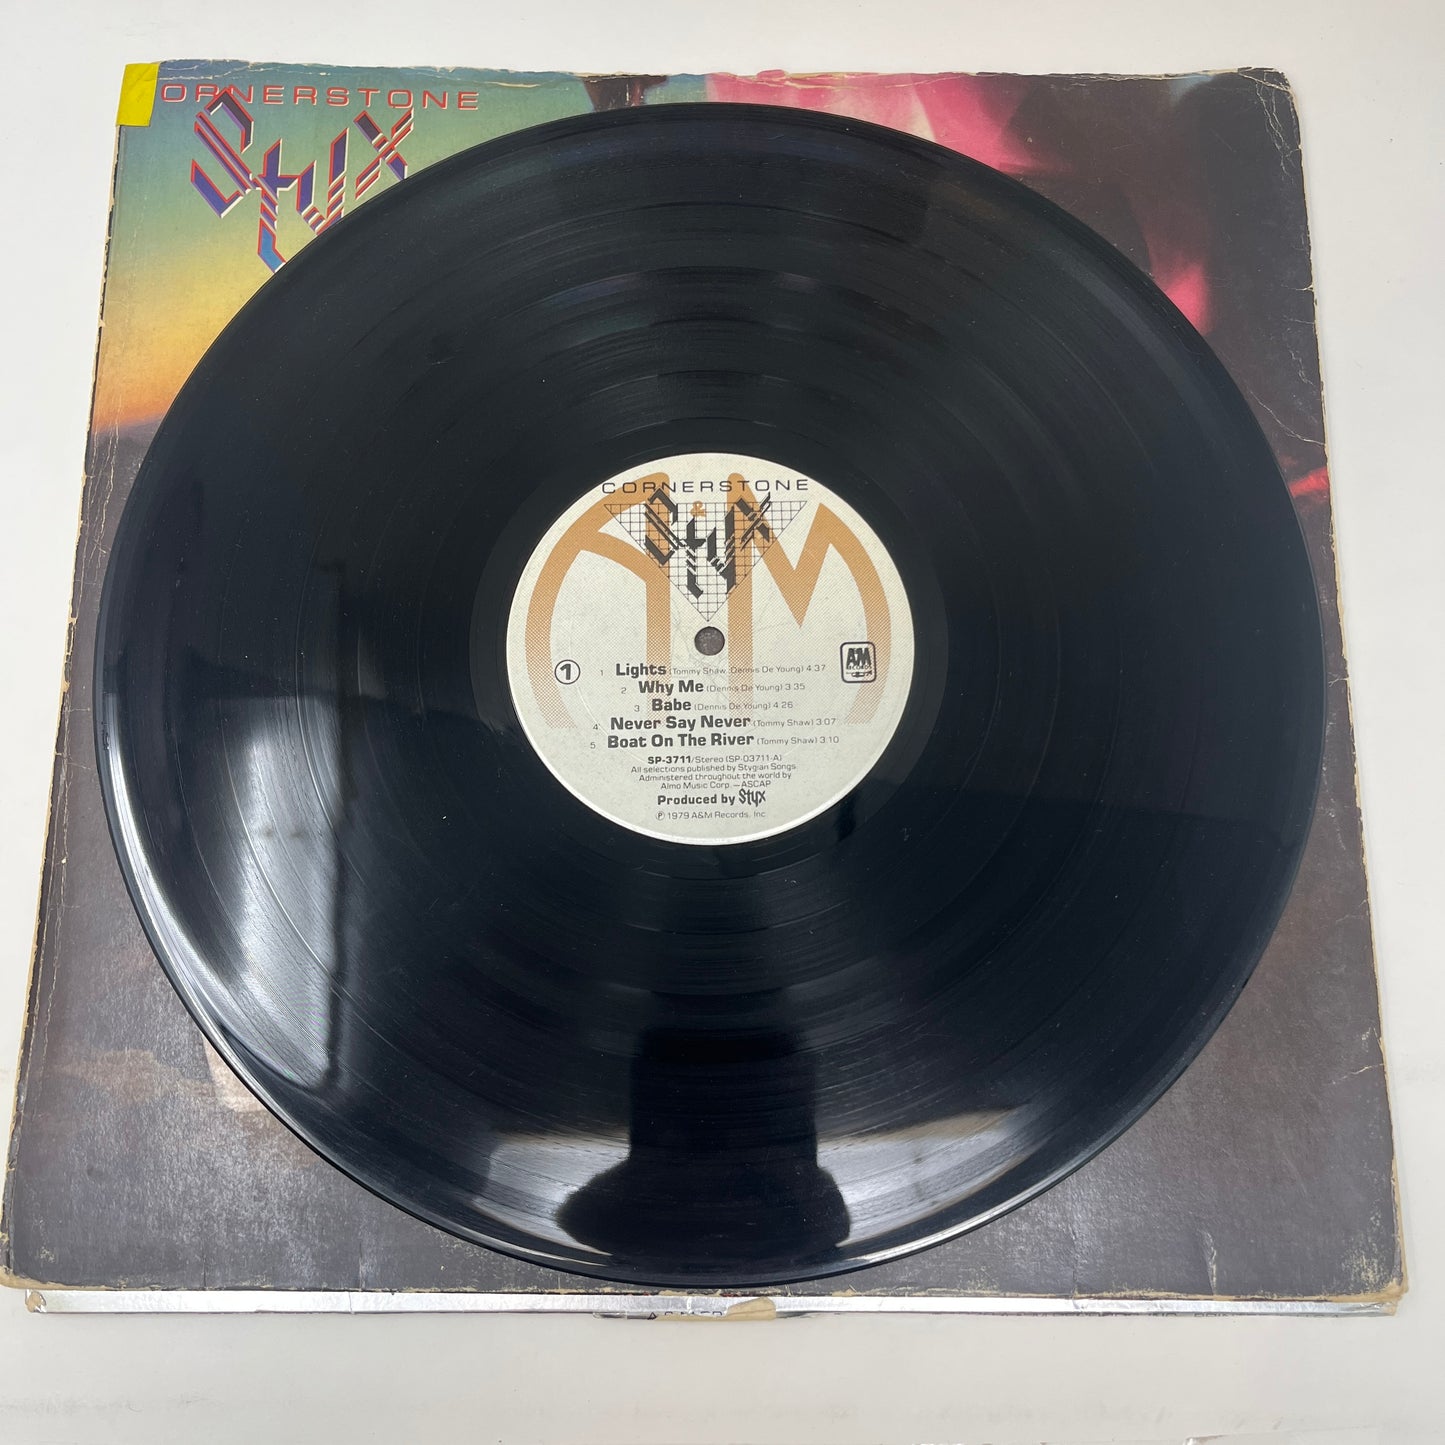 CORNERSTONE
Styx
CORNERSTONE
&
Styx
A M
1
1 Lights (Tommy Shaw, Dennis De Young) 4:37
2 Why Me (Dennis De Young) 3:35
3 Babe (Dennis De Young) 4:26
4 Never Say Never (Tommy Shaw) 3:07
5 Boat On The River (Tommy Shaw) 3:10
AM
RECORDS
SP-3711/Stereo (SP-03711-A)
All selections published by Stygian Songs.
Administered throughout the world by
Almo Music Corp.—ASCAP
Produced by Styx
℗ 1979 A&M Records, Inc.